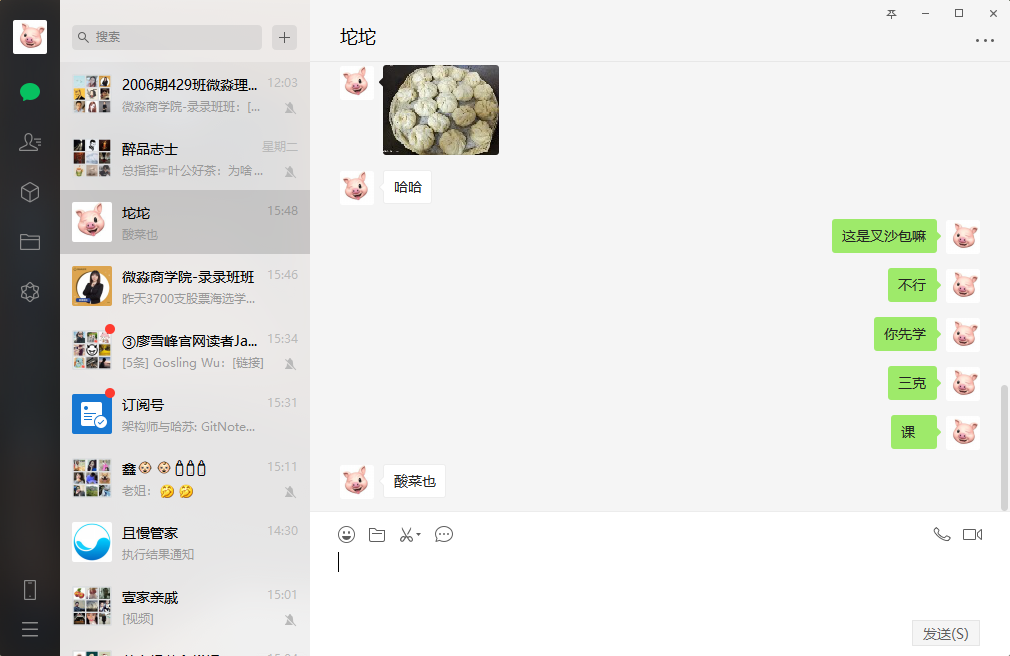 搜索
2006期429班微淼理...
12:03
微淼商学院-录录班班：[...
醉品志士
星期二
总指挥☞叶公好茶：为啥...
坨坨
15:48
酸菜也
微淼商学院-录录班班
15:46
昨天3700支股票海选学...
③廖雪峰官网读者Ja...
15:34
[5条] Gosling Wu：[链接]
订阅号
15:31
架构师与哈苏: GitNote...
鑫
15:11
老姐：
且慢管家
14:30
执行结果通知
壹家亲戚
15:01
[视频]
坨坨
哈哈
这是叉沙包嘛
不行
你先学
三克
课
酸菜也
发送(S)